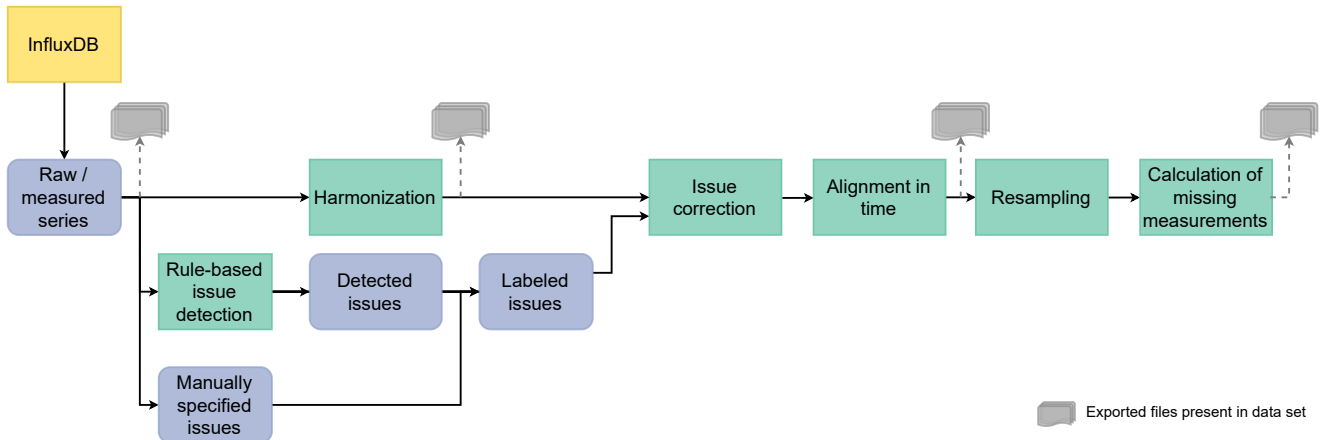 InfluxDB
Raw /
measured
series
Harmonization
Issue
correction
Alignment in
time
Resampling
Calculation of
missing
measurements
Rule-based
issue
detection
Detected
issues
Labeled
issues
Manually
specified
issues
Exported files present in data set